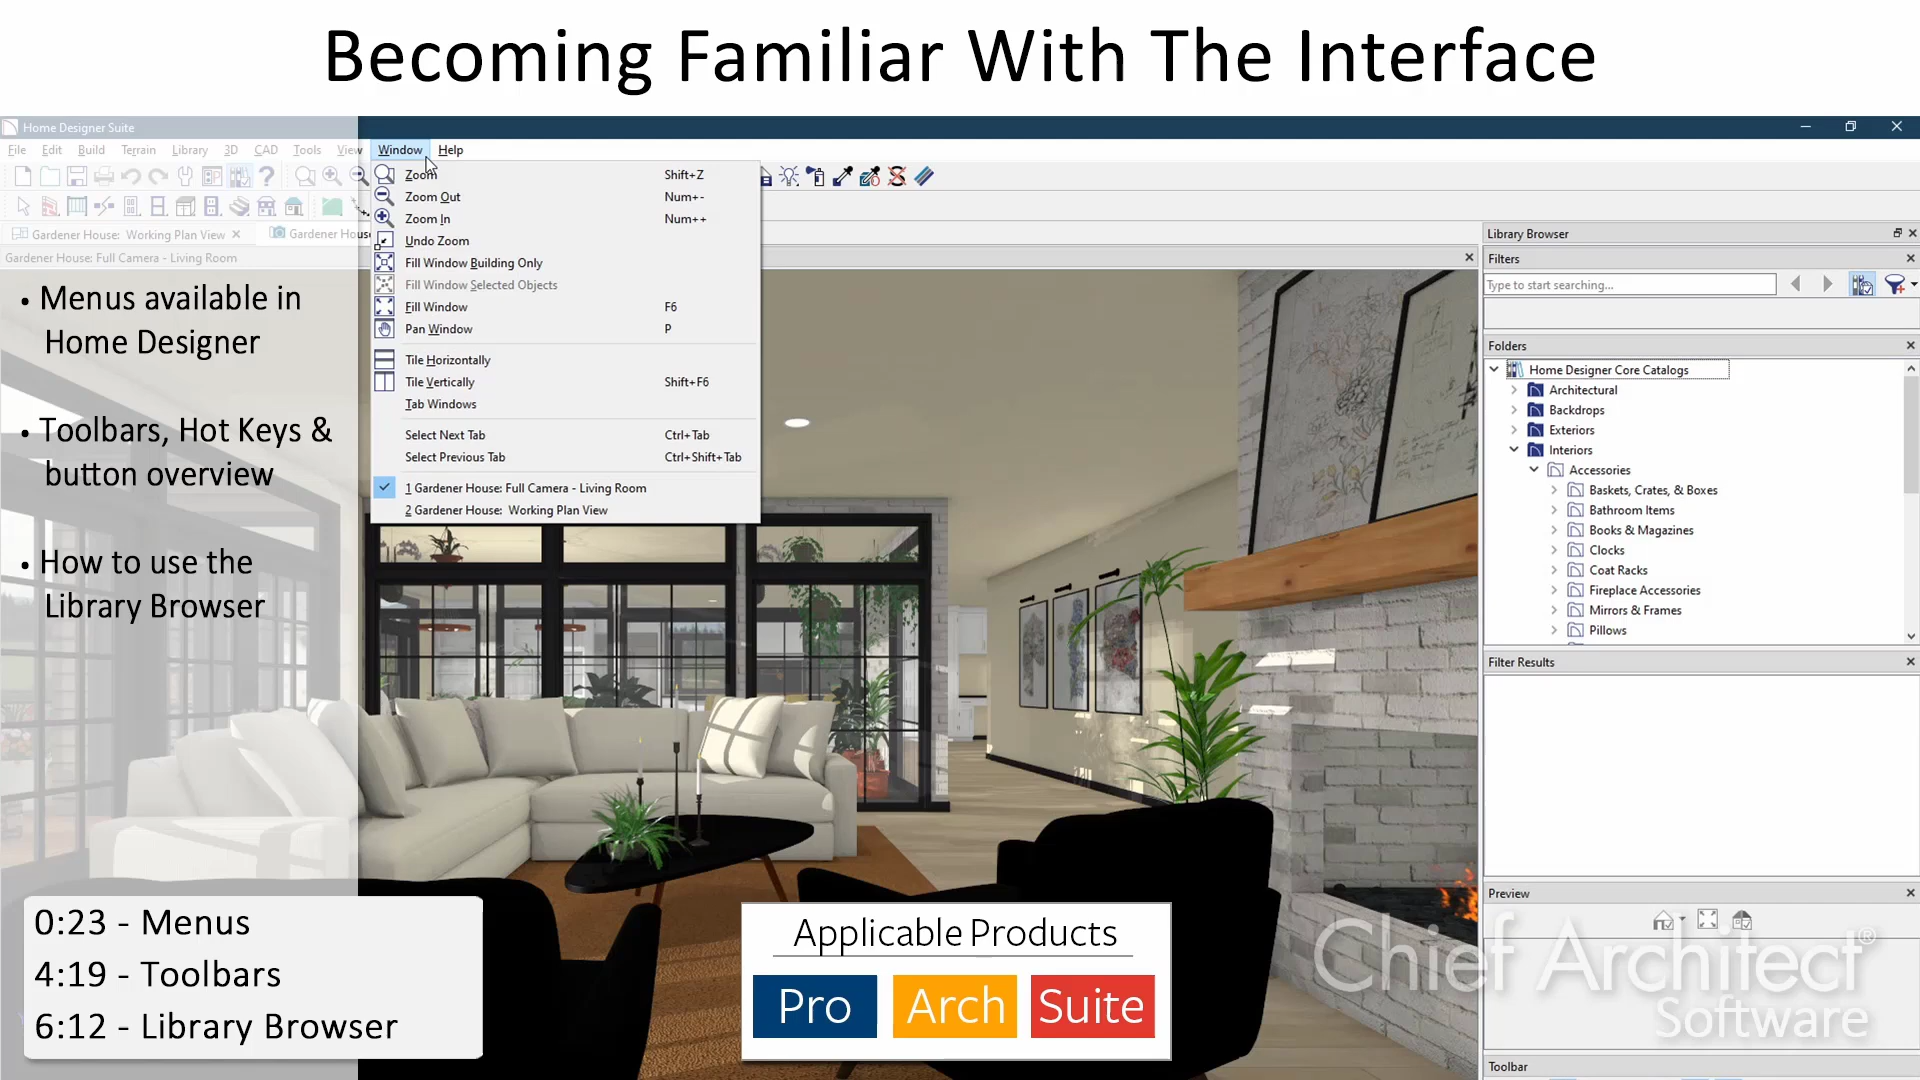 Becoming Familiar With The Interface
Home Designer Suite
File Edit Build Terrain Library 3D CAD Tools View Window Help
Gardener House: Working Plan View
Gardener Hous
Gardener House: Full Camera - Living Room
Zoom Shift+Z
Zoom Out Num+-
Zoom In Num++
Undo Zoom
Fill Window Building Only
Fill Window Selected Objects
Fill Window F6
Pan Window P
Tile Horizontally
Tile Vertically Shift+F6
Tab Windows
Select Next Tab Ctrl+Tab
Select Previous Tab Ctrl+Shift+Tab
1 Gardener House: Full Camera - Living Room
2 Gardener House: Working Plan View
• Menus available in
Home Designer
• Toolbars, Hot Keys &
button overview
• How to use the
Library Browser
0:23 - Menus
4:19 - Toolbars
6:12 - Library Browser
Applicable Products
Pro Arch Suite
Library Browser
Filters
Type to start searching...
Folders
Home Designer Core Catalogs
Architectural
Backdrops
Exteriors
Interiors
Accessories
Baskets, Crates, & Boxes
Bathroom Items
Books & Magazines
Clocks
Coat Racks
Fireplace Accessories
Mirrors & Frames
Pillows
Filter Results
Preview
Chief Architect®
Software
Toolbar